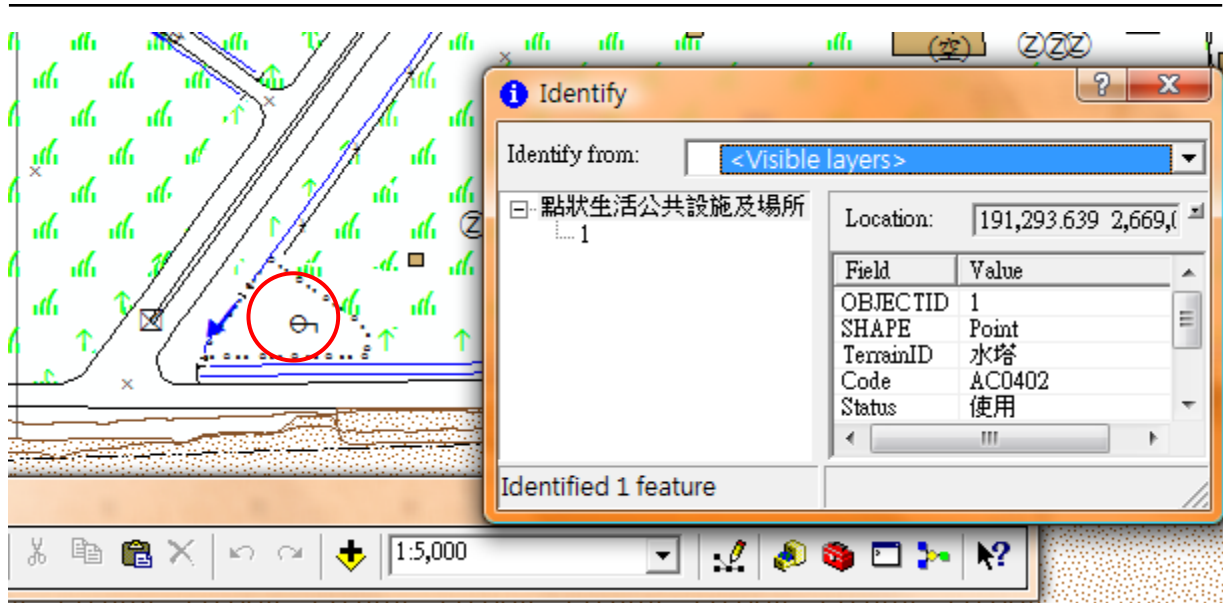 (空)
ZZZ
Identify
Identify from:
<Visible layers>
點狀生活公共設施及場所
1
Location:
191,293.639 2,669,(
Field Value
OBJECTID 1
SHAPE Point
TerrainID 水塔
Code AC0402
Status 使用
Z
Identified 1 feature
1:5,000